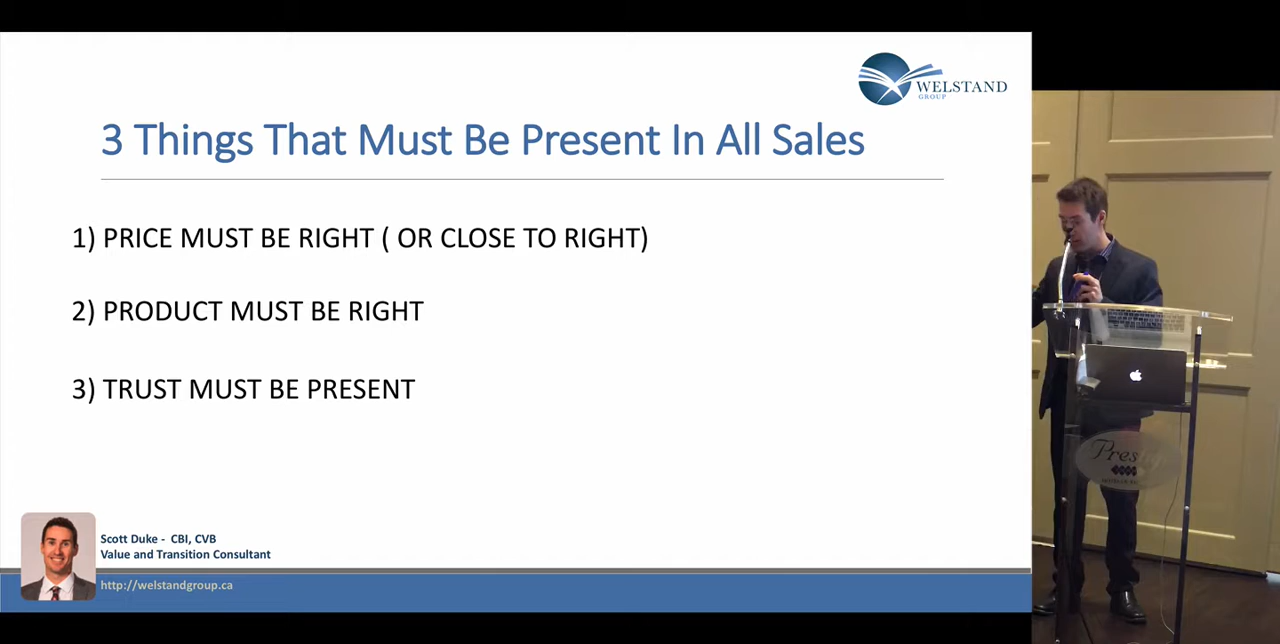 WELSTAND
GROUP
3 Things That Must Be Present In All Sales
1) PRICE MUST BE RIGHT ( OR CLOSE TO RIGHT)
2) PRODUCT MUST BE RIGHT
3) TRUST MUST BE PRESENT
Scott Duke - CBI, CVB
Value and Transition Consultant
http://welstandgroup.ca